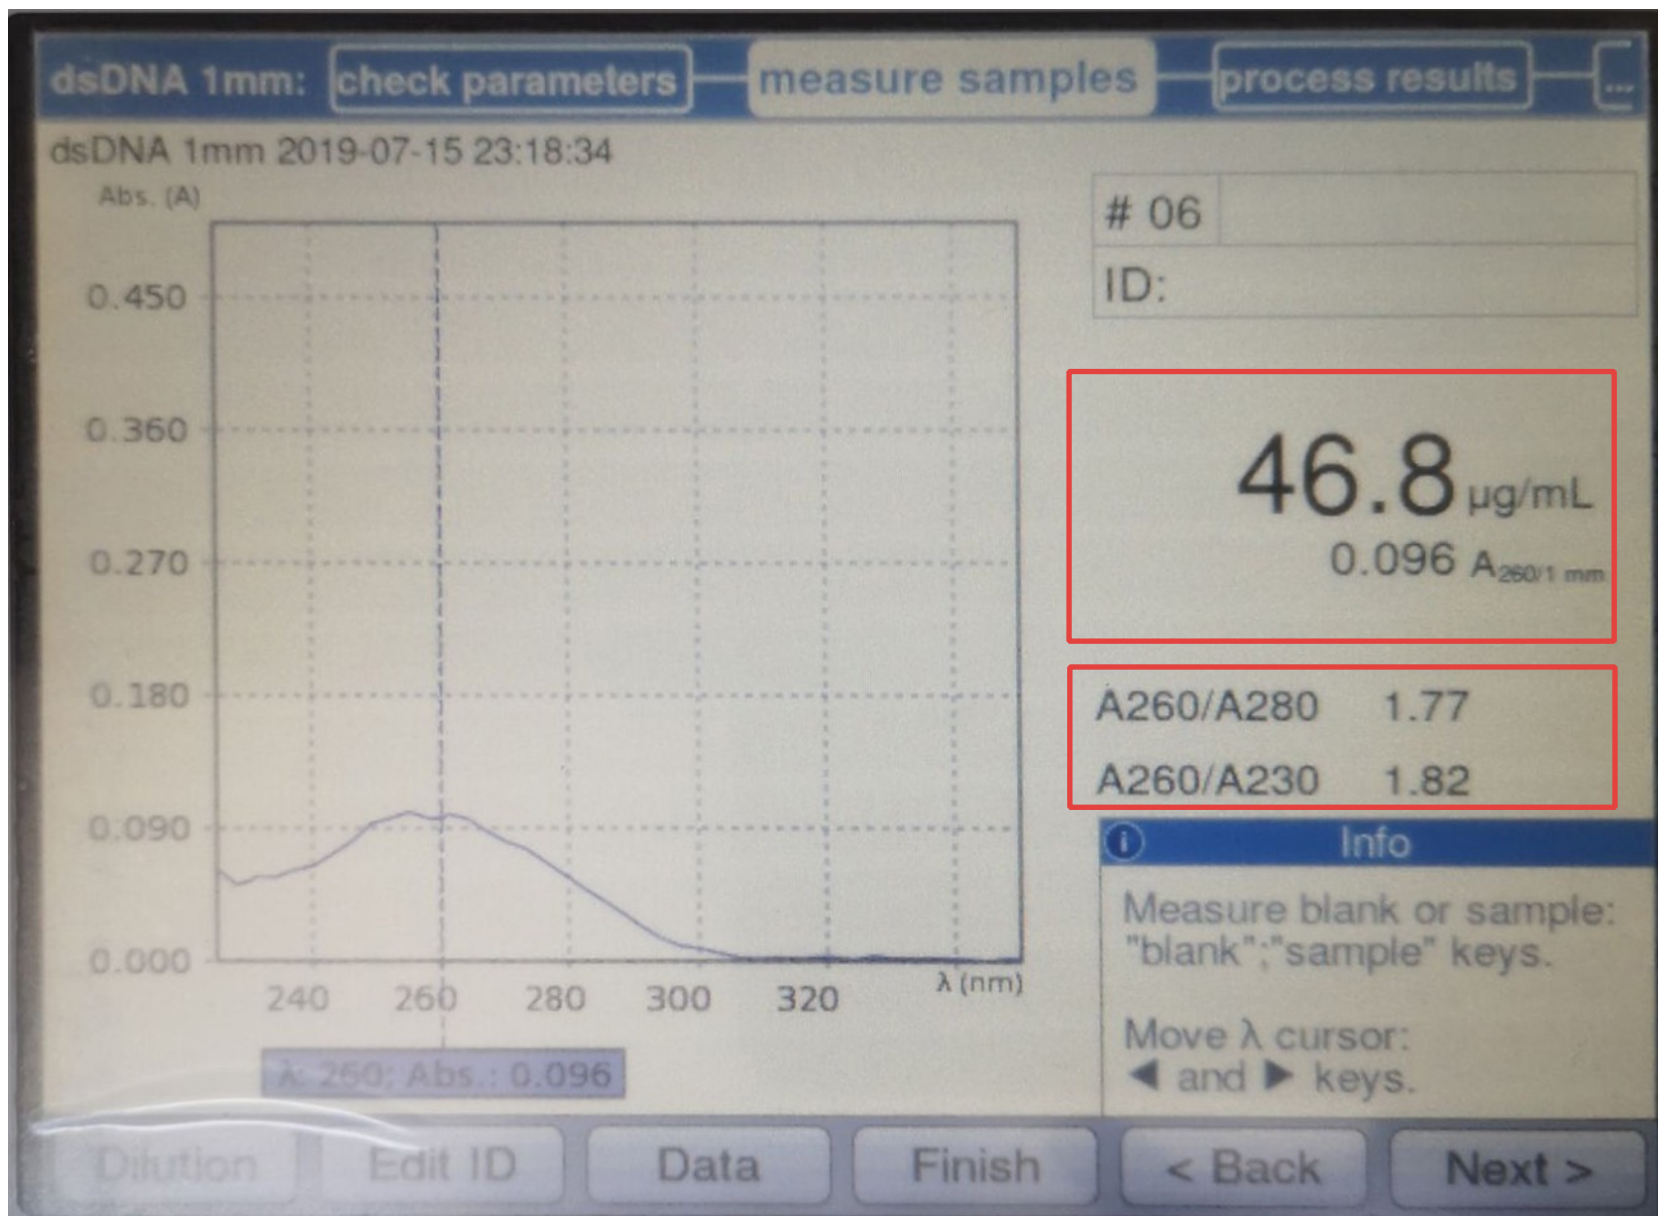 dsDNA 1mm: check parameters measure samples process results ...
dsDNA 1mm 2019-07-15 23:18:34
Abs. (A)
0.450
0.360
0.270
0.180
0.090
0.000
240 260 280 300 320 λ (nm)
λ: 260; Abs.: 0.096
# 06
ID:
46.8 µg/mL
0.096 A260/1 mm
A260/A280 1.77
A260/A230 1.82
i Info
Measure blank or sample:
"blank";"sample" keys.
Move λ cursor:
◀ and ▶ keys.
Dilution Edit ID Data Finish < Back Next >